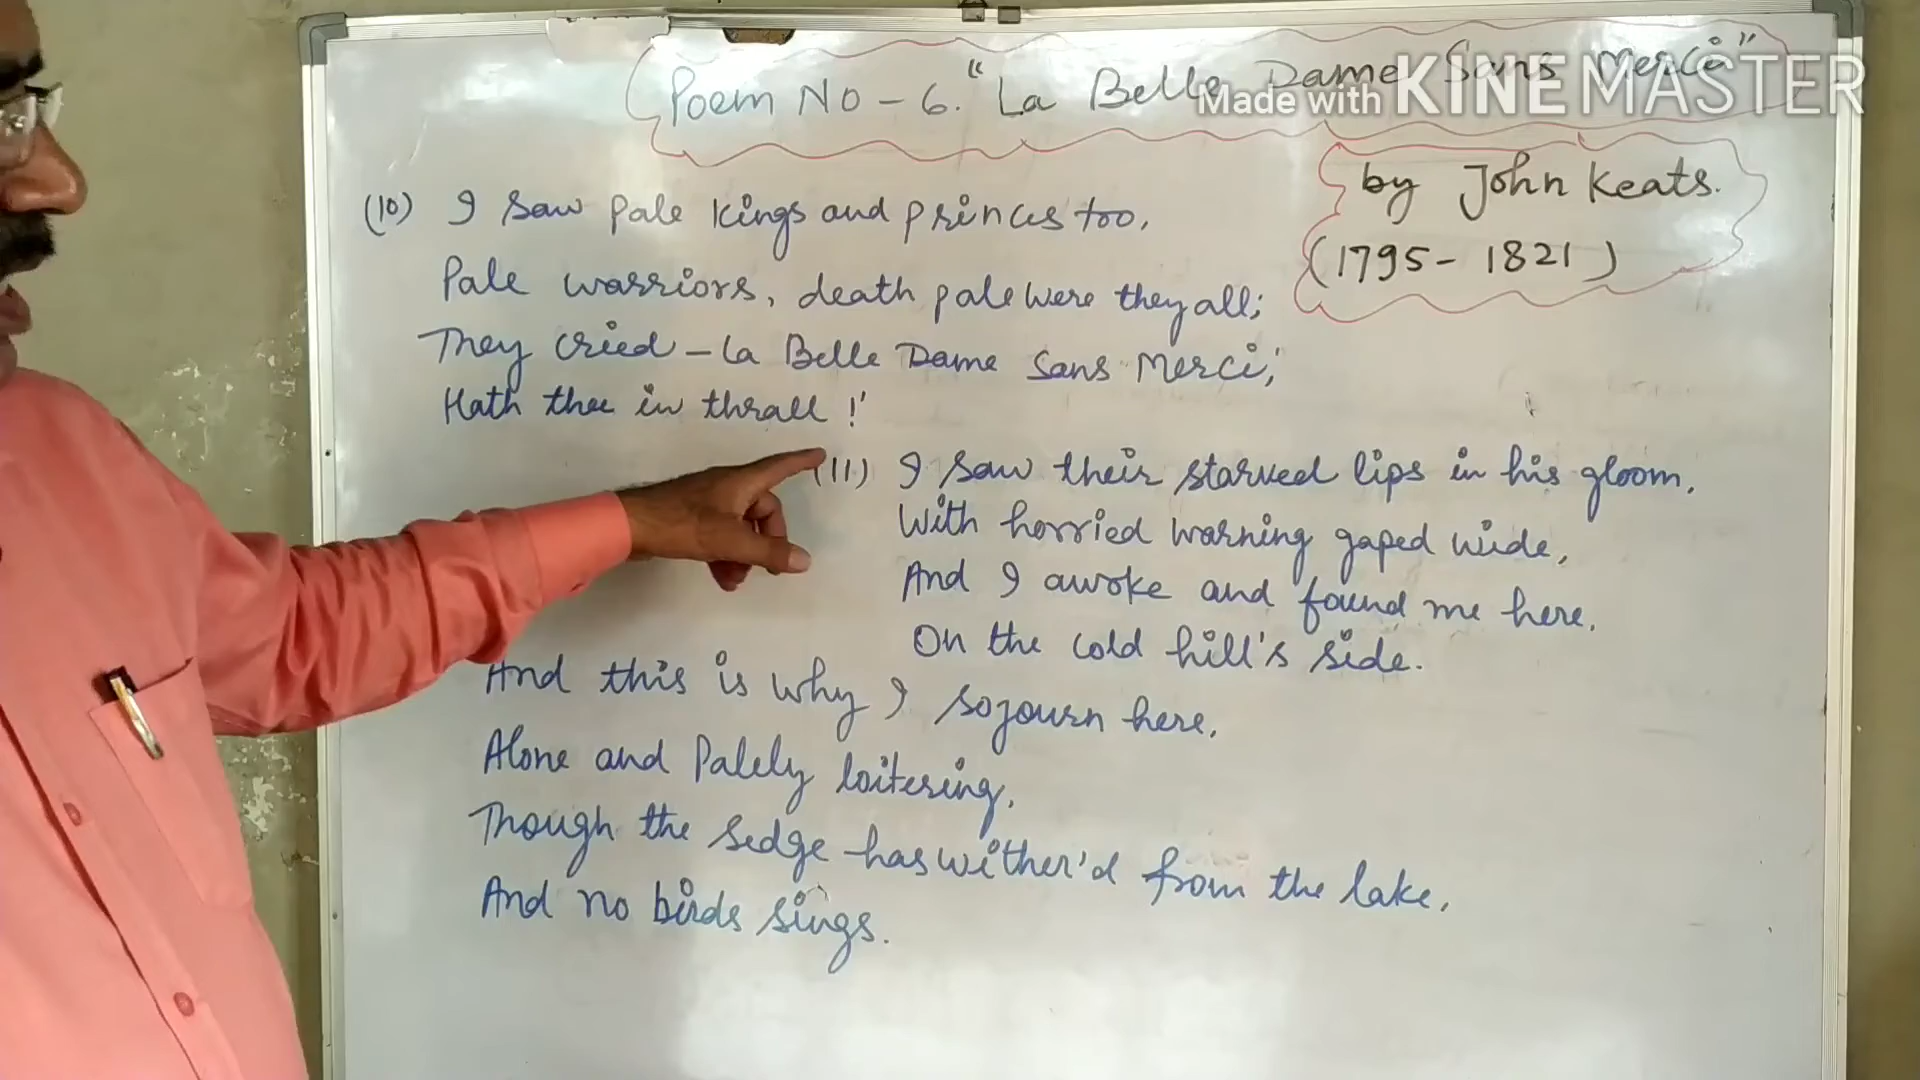 Poem No - 6. "La Belle Dame Sans Merci"
Made with KINEMASTER
by John Keats.
(1795 - 1821)
(10) I saw pale kings and princes too,
Pale warriors, death pale were they all;
They cried - La Belle Dame Sans Merci,'
Hath thee in thrall !'
(11) I saw their starved lips in his gloom,
With horried warning gaped wide,
And I awoke and found me here,
On the cold hill's side.
And this is why I sojourn here,
Alone and Palely loitering,
Though the sedge has wither'd from the lake,
And no birds sings.